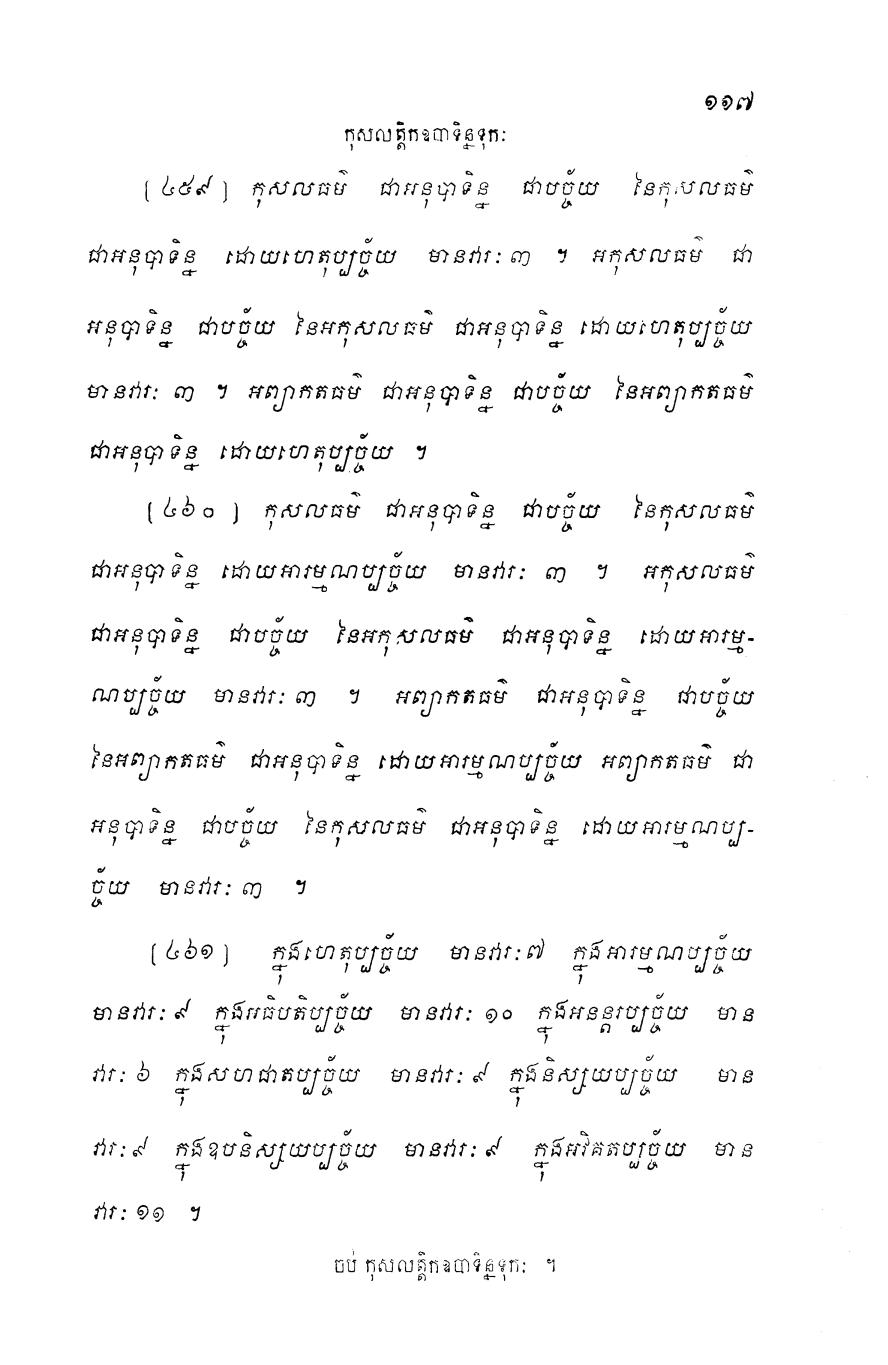 ១១៧
កុសលត្តិកឧបាទិន្នទុកៈ
[៤៥៩] កុសលធម៌ ជាអនុបាទិន្ន ជាបច្ច័យ នៃកុសលធម៌
ជាអនុបាទិន្ន ដោយហេតុប្បច្ច័យ មានវារៈ ៣ ។ អកុសលធម៌ ជា
អនុបាទិន្ន ជាបច្ច័យ នៃអកុសលធម៌ ជាអនុបាទិន្ន ដោយហេតុប្បច្ច័យ
មានវារៈ ៣ ។ អព្យាកតធម៌ ជាអនុបាទិន្ន ជាបច្ច័យ នៃអព្យាកតធម៌
ជាអនុបាទិន្ន ដោយហេតុប្បច្ច័យ ។
[៤៦០] កុសលធម៌ ជាអនុបាទិន្ន ជាបច្ច័យ នៃកុសលធម៌
ជាអនុបាទិន្ន ដោយអារម្មណប្បច្ច័យ មានវារៈ ៣ ។ អកុសលធម៌
ជាអនុបាទិន្ន ជាបច្ច័យ នៃអកុសលធម៌ ជាអនុបាទិន្ន ដោយអារម្ម-
ណប្បច្ច័យ មានវារៈ ៣ ។ អព្យាកតធម៌ ជាអនុបាទិន្ន ជាបច្ច័យ
នៃអព្យាកតធម៌ ជាអនុបាទិន្ន ដោយអារម្មណប្បច្ច័យ អព្យាកតធម៌ ជា
អនុបាទិន្ន ជាបច្ច័យ នៃកុសលធម៌ ជាអនុបាទិន្ន ដោយអារម្មណប្ប-
ច្ច័យ មានវារៈ ៣ ។
[៤៦១] ក្នុងហេតុប្បច្ច័យ មានវារៈ ៧ ក្នុងអារម្មណប្បច្ច័យ
មានវារៈ ៩ ក្នុងអធិបតិប្បច្ច័យ មានវារៈ ១០ ក្នុងអនន្តរប្បច្ច័យ មាន
វារៈ ៦ ក្នុងសហជាតប្បច្ច័យ មានវារៈ ៩ ក្នុងនិស្សយប្បច្ច័យ មាន
វារៈ ៩ ក្នុងឧបនិស្សយប្បច្ច័យ មានវារៈ ៩ ក្នុងអវិគតប្បច្ច័យ មាន
វារៈ ១១ ។
ចប់ កុសលត្តិកឧបាទិន្នទុកៈ ។